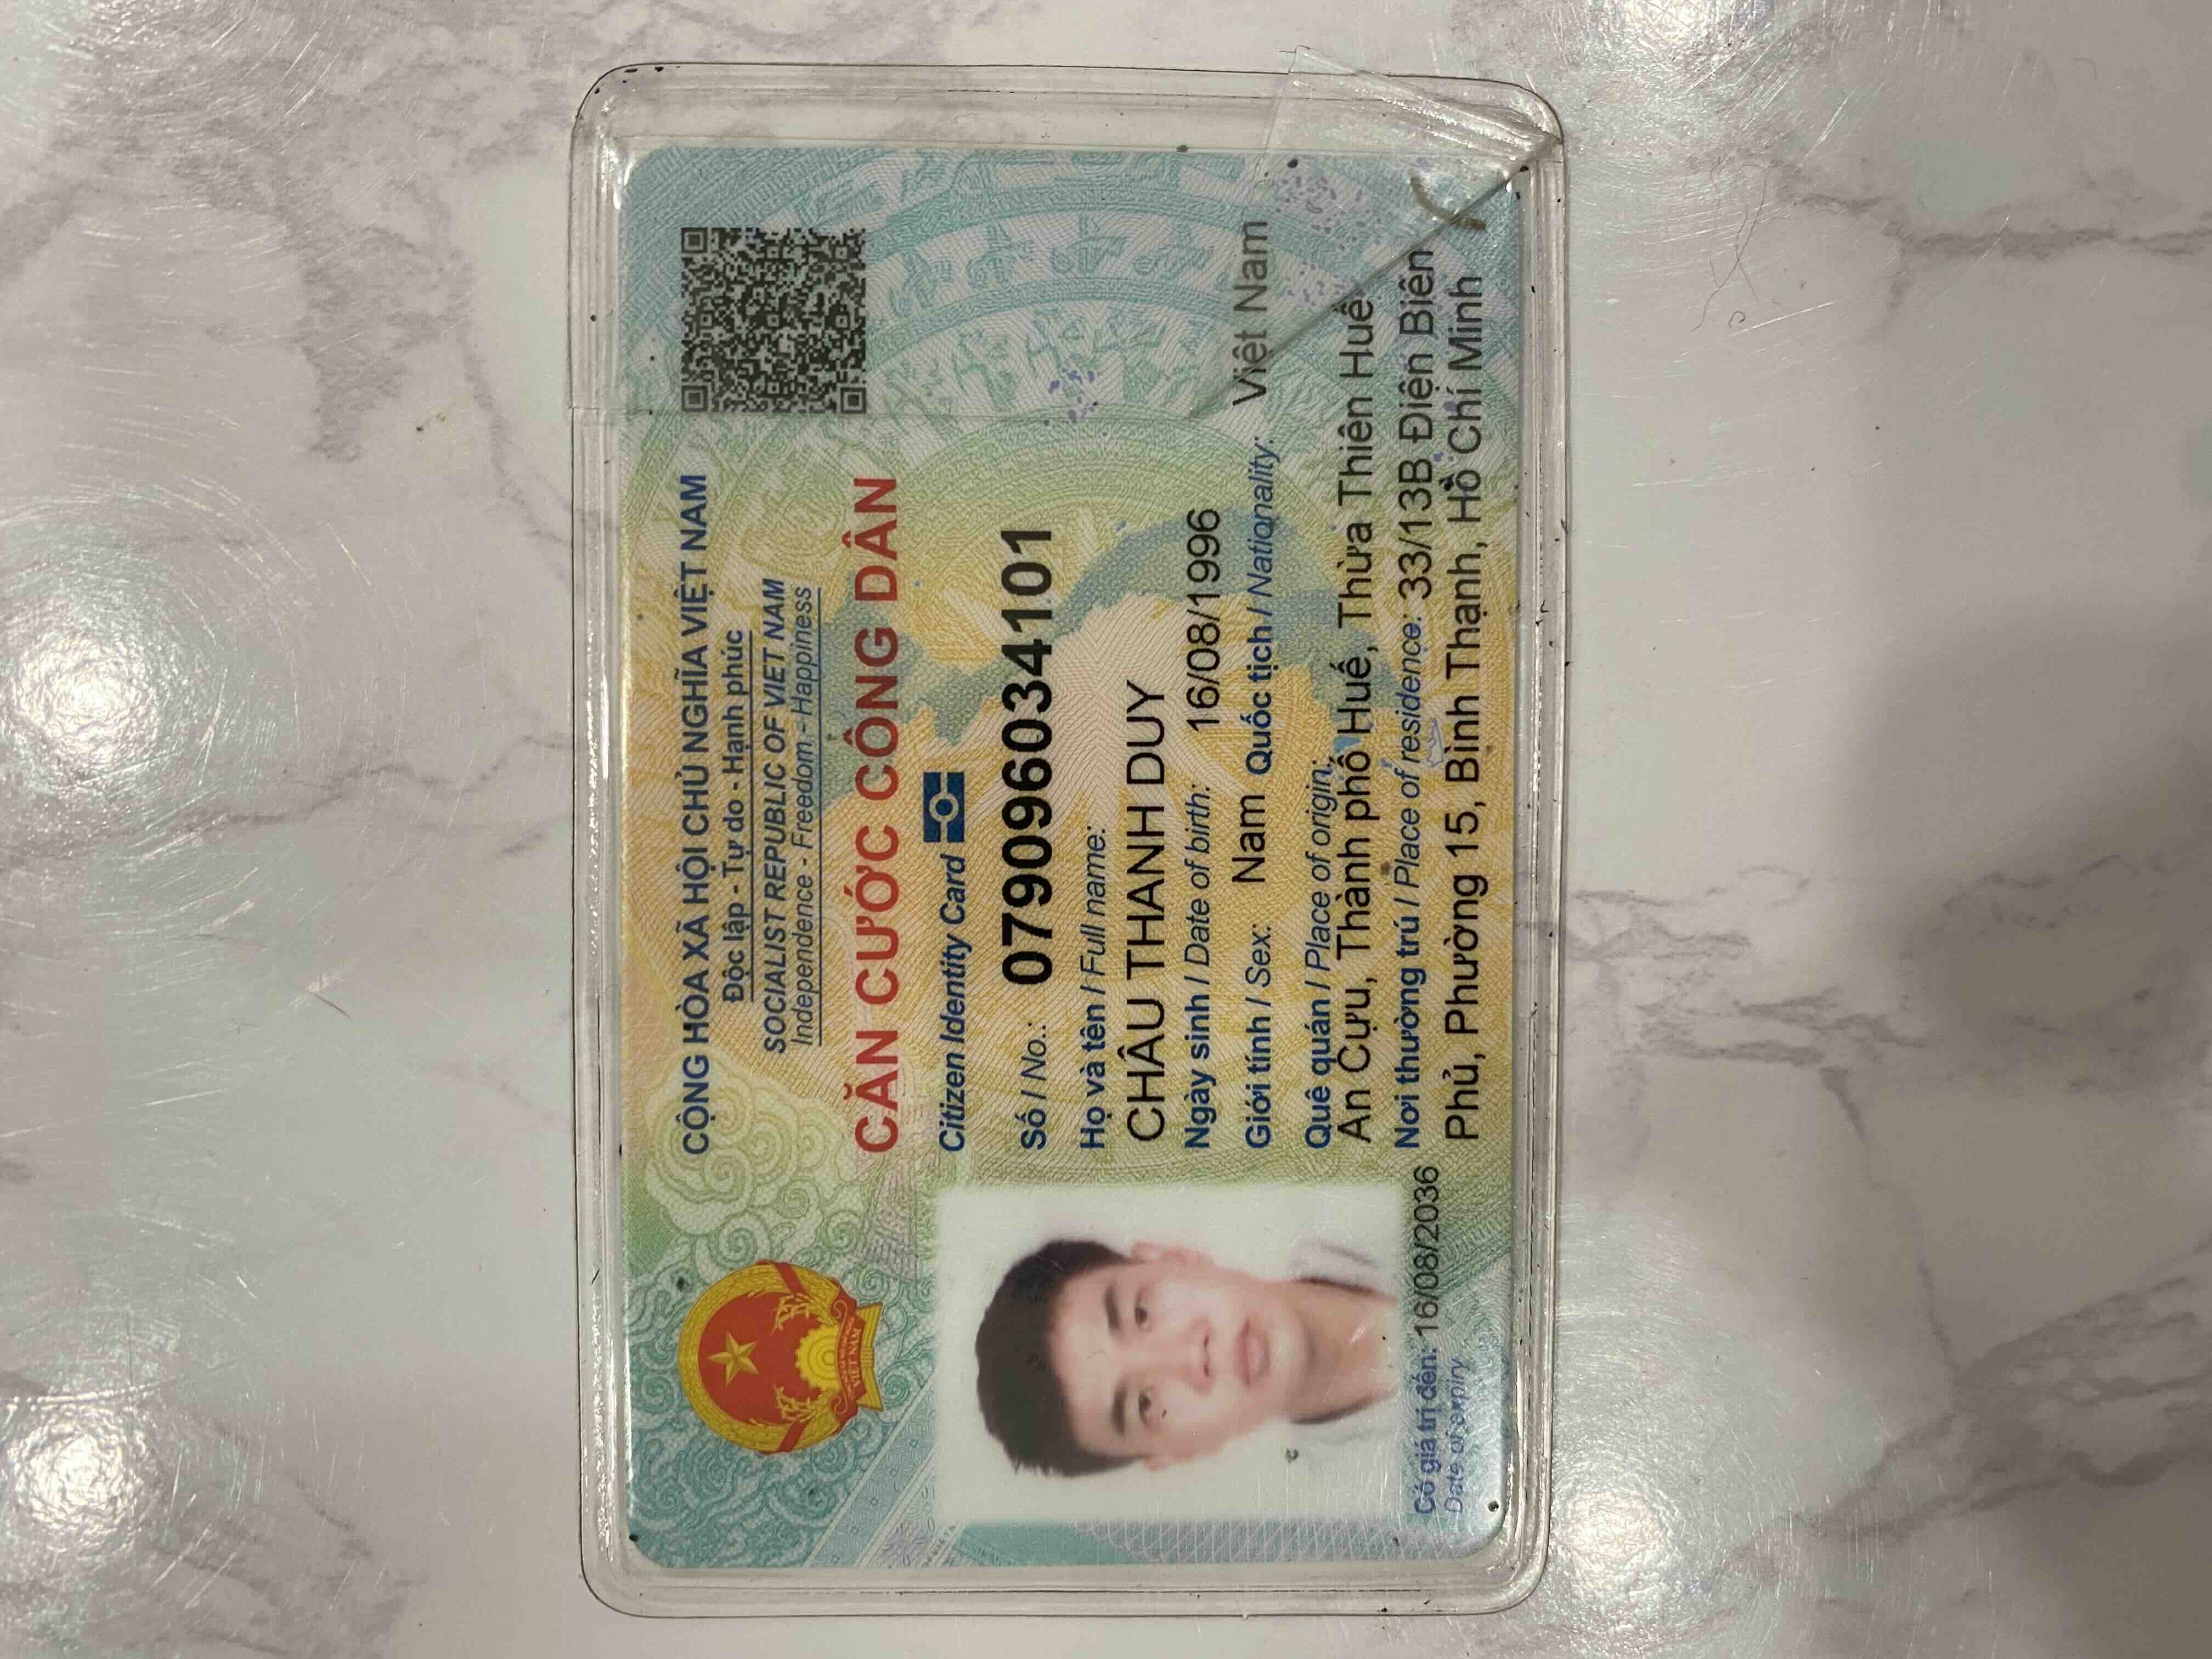 CỘNG HÒA XÃ HỘI CHỦ NGHĨA VIỆT NAM
Độc lập - Tự do - Hạnh phúc
SOCIALIST REPUBLIC OF VIET NAM
Independence - Freedom - Happiness
CĂN CƯỚC CÔNG DÂN
Citizen Identity Card
Số / No.: 079096034101
Họ và tên / Full name:
CHÂU THANH DUY
Ngày sinh / Date of birth: 16/08/1996
Giới tính / Sex: Nam Quốc tịch / Nationality: Việt Nam
Quê quán / Place of origin:
An Cựu, Thành phố Huế, Thừa Thiên Huế
Nơi thường trú / Place of residence: 33/13B Điện Biên
Phủ, Phường 15, Bình Thạnh, Hồ Chí Minh
Có giá trị đến: 16/08/2036
Date of expiry
VIỆT NAM